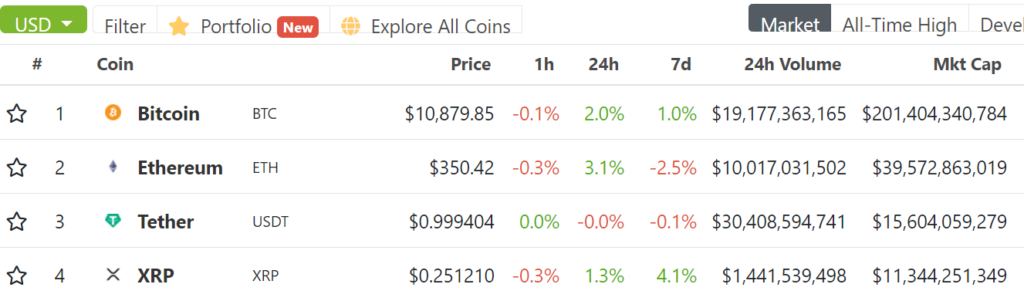 USD Filter Portfolio New Explore All Coins Market All-Time High Devel
# Coin Price 1h 24h 7d 24h Volume Mkt Cap
1 Bitcoin BTC $10,879.85 -0.1% 2.0% 1.0% $19,177,363,165 $201,404,340,784
2 Ethereum ETH $350.42 -0.3% 3.1% -2.5% $10,017,031,502 $39,572,863,019
3 Tether USDT $0.999404 0.0% -0.0% -0.1% $30,408,594,741 $15,604,059,279
4 XRP XRP $0.251210 -0.3% 1.3% 4.1% $1,441,539,498 $11,344,251,349